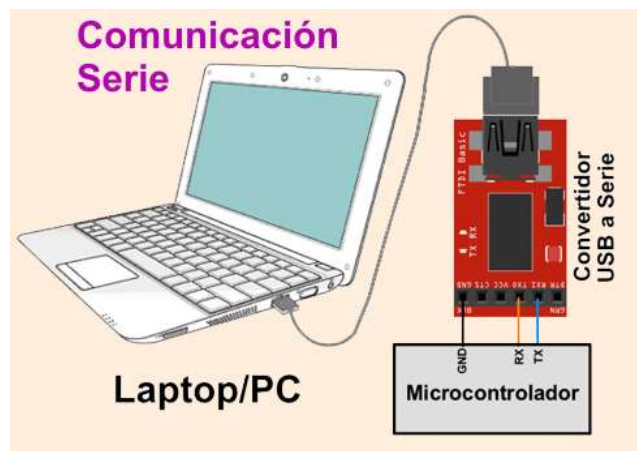 Comunicación
Serie
FTDI Basic
TX RX
Convertidor
USB a Serie
GND CTS VCC TXO RXI DTR
BLK
GRN
GND
RX
TX
Microcontrolador
Laptop/PC